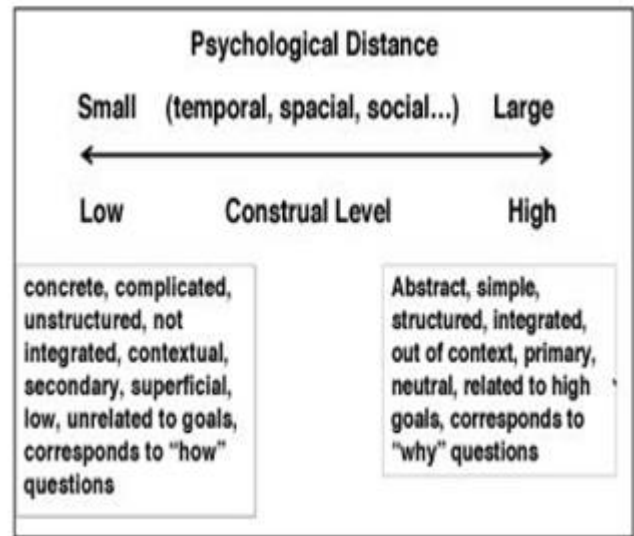 Psychological Distance
Small (temporal, spacial, social...) Large
Low Construal Level High
concrete, complicated,
unstructured, not
integrated, contextual,
secondary, superficial,
low, unrelated to goals,
corresponds to “how”
questions
Abstract, simple,
structured, integrated,
out of context, primary,
neutral, related to high
goals, corresponds to
“why” questions